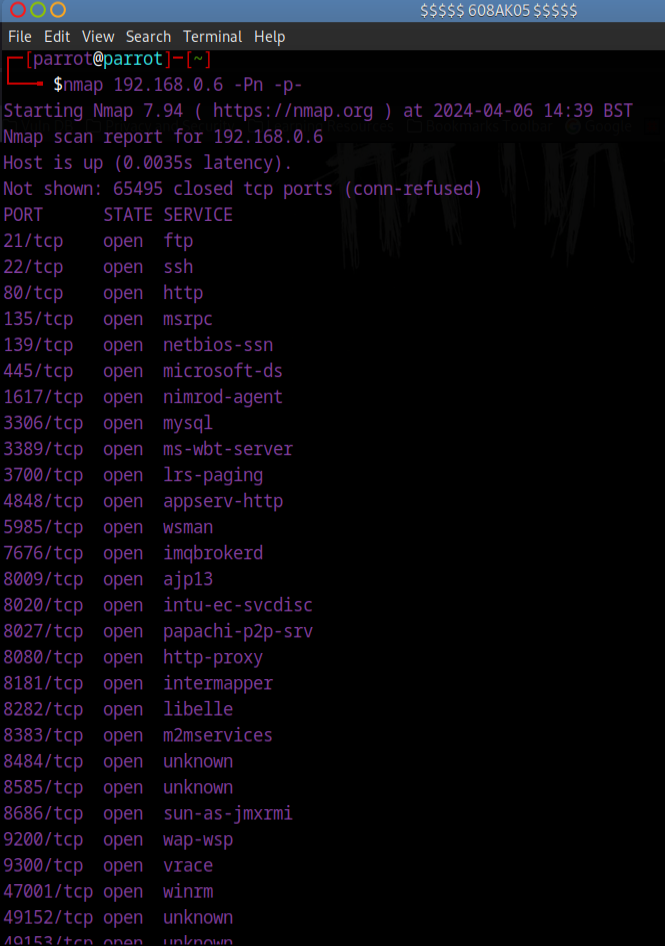 $$$$$ 608AK05 $$$$$
File Edit View Search Terminal Help
[parrot@parrot]─[~]
$nmap 192.168.0.6 -Pn -p-
Starting Nmap 7.94 ( https://nmap.org ) at 2024-04-06 14:39 BST
Nmap scan report for 192.168.0.6
Host is up (0.0035s latency).
Not shown: 65495 closed tcp ports (conn-refused)
PORT STATE SERVICE
21/tcp open ftp
22/tcp open ssh
80/tcp open http
135/tcp open msrpc
139/tcp open netbios-ssn
445/tcp open microsoft-ds
1617/tcp open nimrod-agent
3306/tcp open mysql
3389/tcp open ms-wbt-server
3700/tcp open lrs-paging
4848/tcp open appserv-http
5985/tcp open wsman
7676/tcp open imqbrokerd
8009/tcp open ajp13
8020/tcp open intu-ec-svcdisc
8027/tcp open papachi-p2p-srv
8080/tcp open http-proxy
8181/tcp open intermapper
8282/tcp open libelle
8383/tcp open m2mservices
8484/tcp open unknown
8585/tcp open unknown
8686/tcp open sun-as-jmxrmi
9200/tcp open wap-wsp
9300/tcp open vrace
47001/tcp open winrm
49152/tcp open unknown
49153/tcp open unknown